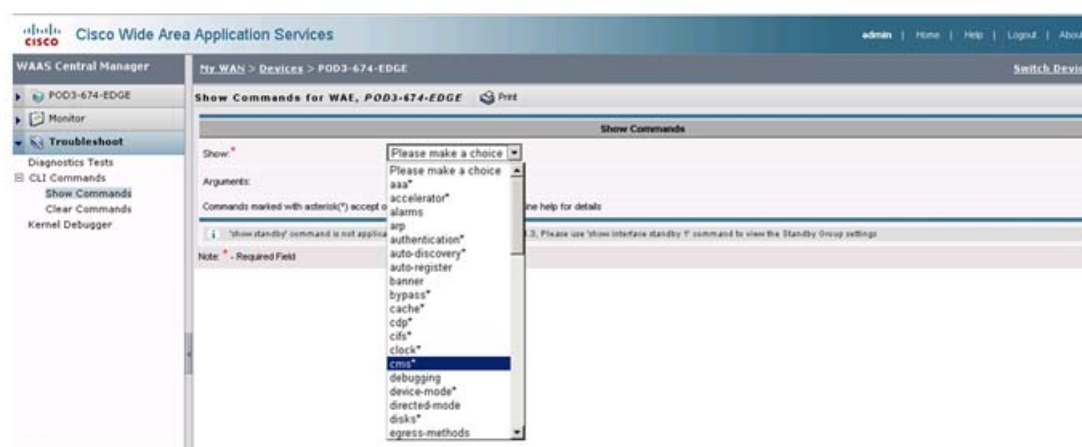 CISCO
Cisco Wide Area Application Services
admin | Home | Help | Logout | About
WAAS Central Manager
My WAN > Devices > POD3-674-EDGE
Switch Devic
POD3-674-EDGE
Monitor
Troubleshoot
Diagnostics Tests
CLI Commands
Show Commands
Clear Commands
Kernel Debugger
Show Commands for WAE, POD3-674-EDGE Print
Show Commands
Show:*
Please make a choice
Please make a choice
aaa*
accelerator*
alarms
arp
authentication*
auto-discovery*
auto-register
banner
bypass*
cache*
cdp*
cifs*
clock*
cms*
debugging
device-mode*
directed-mode
disks*
egress-methods
Arguments:
Commands marked with asterisk(*) accept o
ine help for details
i 'show standby' command is not applica
.3, Please use 'show interface standby 1' command to view the Standby Group settings
Note: * - Required Field